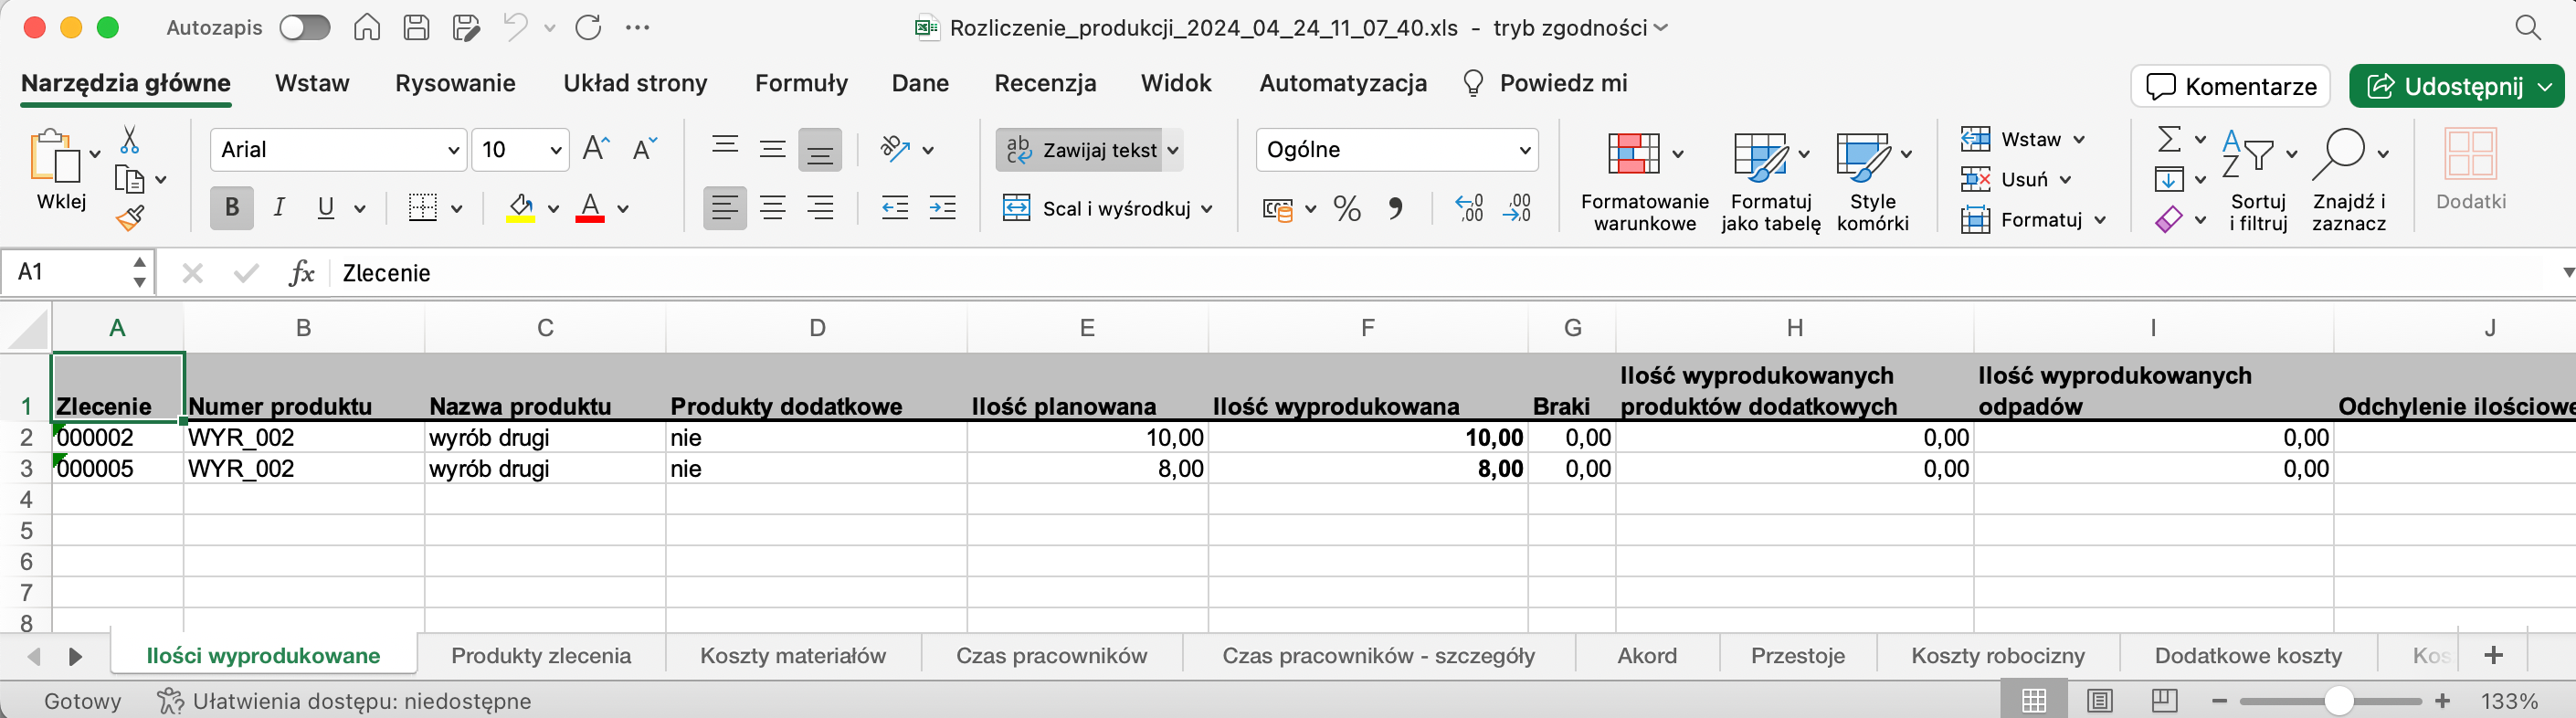 Autozapis
Rozliczenie_produkcji_2024_04_24_11_07_40.xls - tryb zgodności
Narzędzia główne Wstaw Rysowanie Układ strony Formuły Dane Recenzja Widok Automatyzacja Powiedz mi Komentarze Udostępnij
Wklej
Arial 10
B I U A
ab c Zawijaj tekst
Scal i wyśrodkuj
Ogólne
% ,00 ,00
Formatowanie warunkowe
Formatuj jako tabelę
Style komórki
Wstaw
Usuń
Formatuj
Sortuj i filtruj
Znajdź i zaznacz
Dodatki
A1 fx Zlecenie
A B C D E F G H I J
1 Zlecenie Numer produktu Nazwa produktu Produkty dodatkowe Ilość planowana Ilość wyprodukowana Braki Ilość wyprodukowanych produktów dodatkowych Ilość wyprodukowanych odpadów Odchylenie ilościowe
2 000002 WYR_002 wyrób drugi nie 10,00 10,00 0,00 0,00 0,00
3 000005 WYR_002 wyrób drugi nie 8,00 8,00 0,00 0,00 0,00
4
5
6
7
8
Ilości wyprodukowane Produkty zlecenia Koszty materiałów Czas pracowników Czas pracowników - szczegóły Akord Przestoje Koszty robocizny Dodatkowe koszty Kos
Gotowy Ułatwienia dostępu: niedostępne 133%